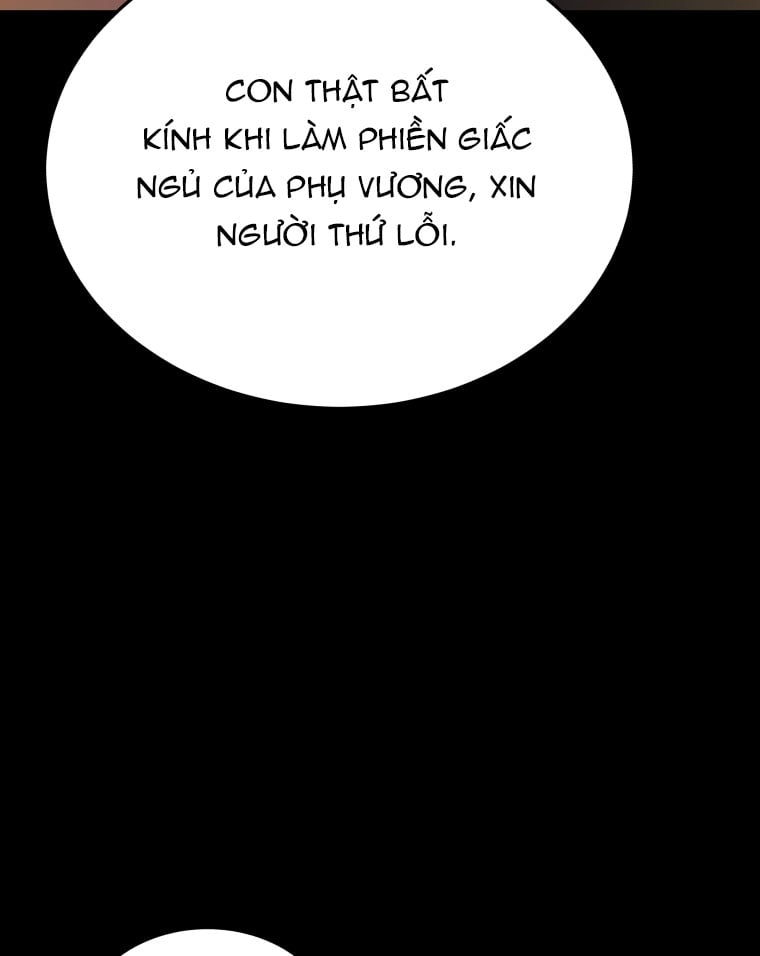 CON THẬT BẤT
KÍNH KHI LÀM PHIỀN GIẤC
NGỦ CỦA PHỤ VƯƠNG, XIN
NGƯỜI THỨ LỖI.